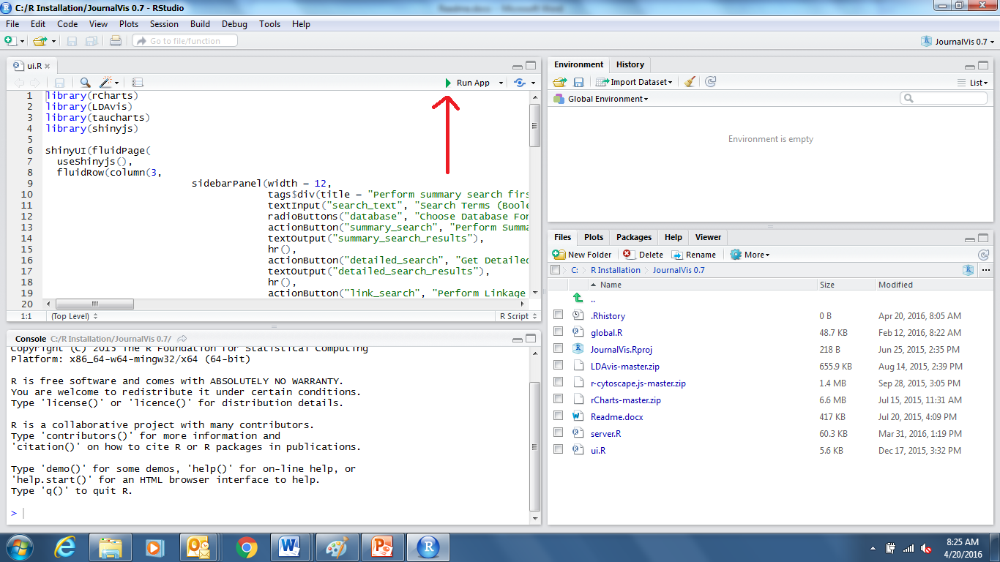 C:/R Installation/JournalVis 0.7 - RStudio
File Edit Code View Plots Session Build Debug Tools Help
Go to file/function
JournalVis 0.7
ui.R
Run App
1 library(rCharts)
2 library(LDAvis)
3 library(taucharts)
4 library(shinyjs)
5
6 shinyUI(fluidPage(
7 useShinyjs(),
8 fluidRow(column(3,
9 sidebarPanel(width = 12,
10 tags$div(title = "Perform summary search firs
11 textInput("search_text", "Search Terms (Boole
12 radioButtons("database", "Choose Database For
13 actionButton("summary_search", "Perform Summa
14 textOutput("summary_search_results"),
15 hr(),
16 actionButton("detailed_search", "Get Detailed
17 textOutput("detailed_search_results"),
18 hr(),
19 actionButton("link_search", "Perform Linkage
20
1:1 (Top Level) R Script
Console C:/R Installation/JournalVis 0.7/
Copyright (C) 2015 The R Foundation for Statistical Computing
Platform: x86_64-w64-mingw32/x64 (64-bit)
R is free software and comes with ABSOLUTELY NO WARRANTY.
You are welcome to redistribute it under certain conditions.
Type 'license()' or 'licence()' for distribution details.
R is a collaborative project with many contributors.
Type 'contributors()' for more information and
'citation()' on how to cite R or R packages in publications.
Type 'demo()' for some demos, 'help()' for on-line help, or
'help.start()' for an HTML browser interface to help.
Type 'q()' to quit R.
>
Environment History
Import Dataset List
Global Environment
Environment is empty
Files Plots Packages Help Viewer
New Folder Delete Rename More
C: R Installation JournalVis 0.7 ...
Name Size Modified
..
.Rhistory 0 B Apr 20, 2016, 8:05 AM
global.R 48.7 KB Feb 12, 2016, 8:22 AM
JournalVis.Rproj 218 B Jun 25, 2015, 2:35 PM
LDAvis-master.zip 655.9 KB Aug 14, 2015, 2:39 PM
r-cytoscape.js-master.zip 1.4 MB Sep 28, 2015, 3:05 PM
rCharts-master.zip 6.6 MB Jul 15, 2015, 11:31 AM
Readme.docx 417 KB Jul 20, 2015, 4:09 PM
server.R 60.3 KB Mar 31, 2016, 1:19 PM
ui.R 5.6 KB Dec 17, 2015, 3:32 PM
8:25 AM
4/20/2016